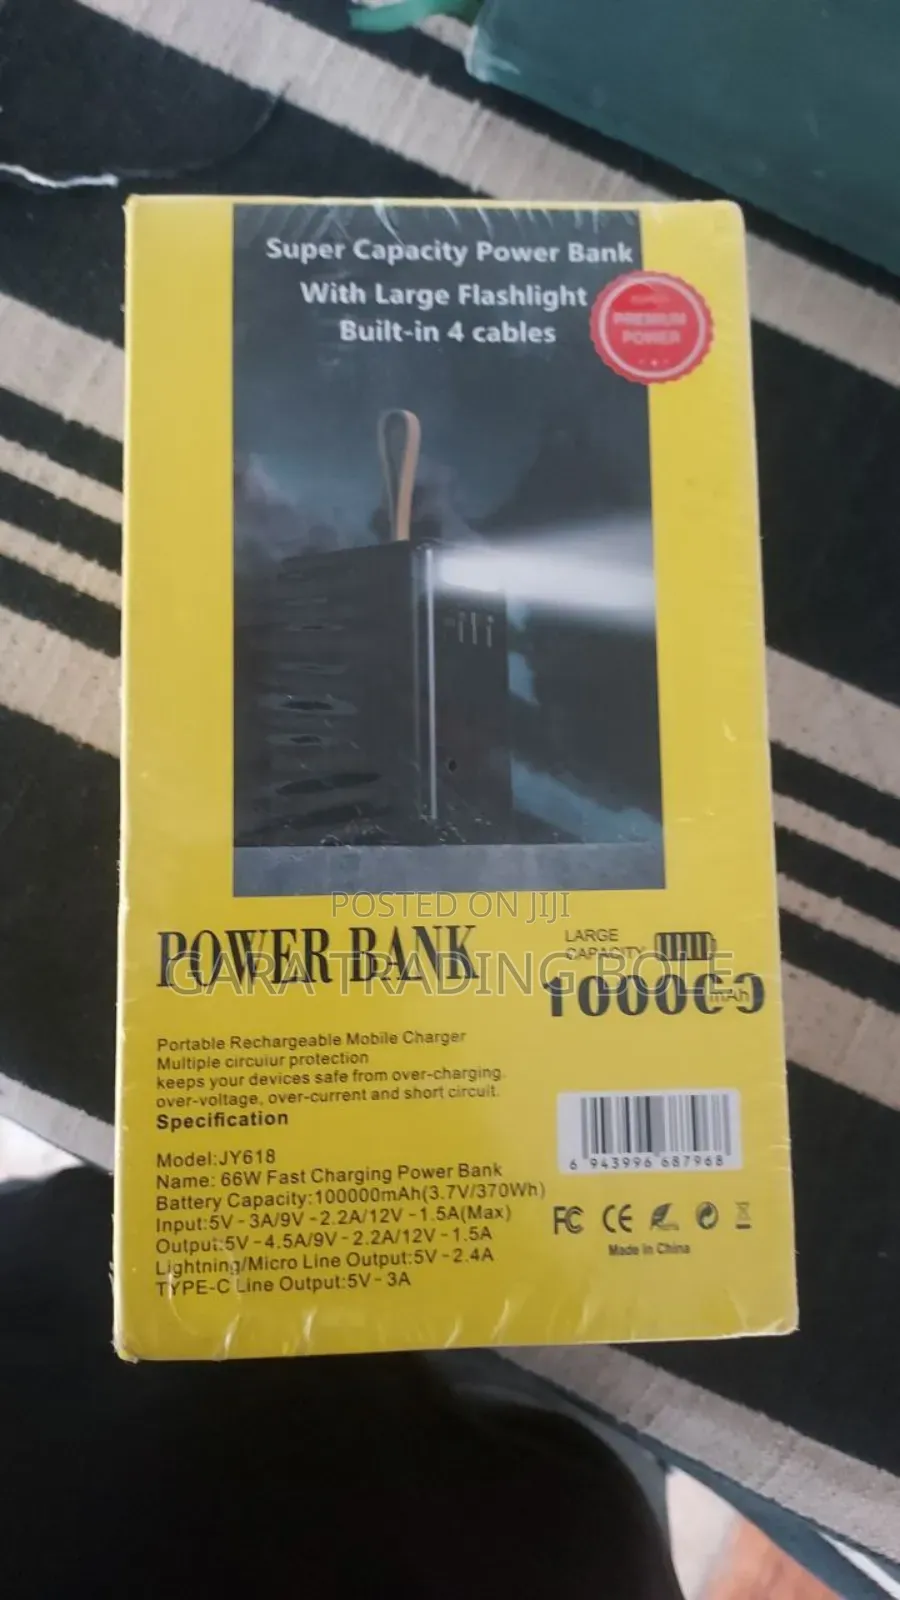 Super Capacity Power Bank
With Large Flashlight
Built-in 4 cables
PREMIUM
POWER
POSTED ON JIJI
POWER BANK
LARGE
CAPACITY
GARA TRADING BOLE
100000mAh
Portable Rechargeable Mobile Charger
Multiple circuiur protection
keeps your devices safe from over-charging.
over-voltage, over-current and short circuit.
Specification
Model:JY618
Name: 66W Fast Charging Power Bank
Battery Capacity:100000mAh(3.7V/370Wh)
Input:5V-3A/9V-2.2A/12V-1.5A(Max)
Output:5V-4.5A/9V-2.2A/12V-1.5A
Lightning/Micro Line Output:5V-2.4A
TYPE-C Line Output:5V-3A
6 943996 687968
FC CE
Made in China